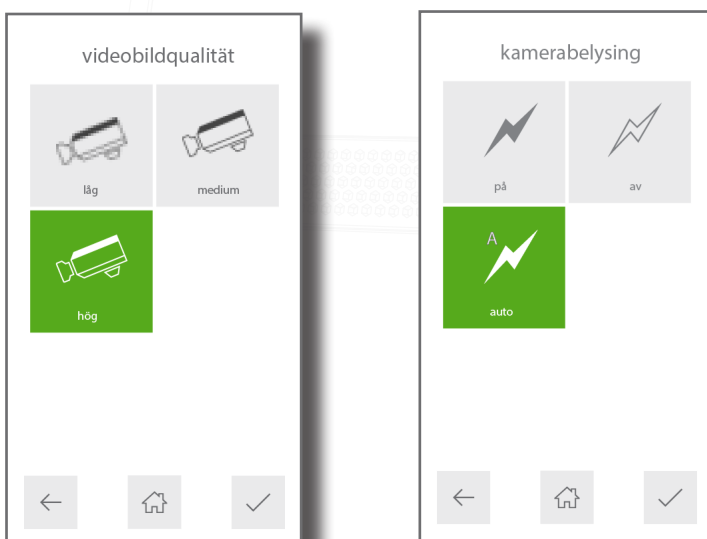 videobildqualität
låg
medium
hög
kamerabelysing
på
av
A
auto